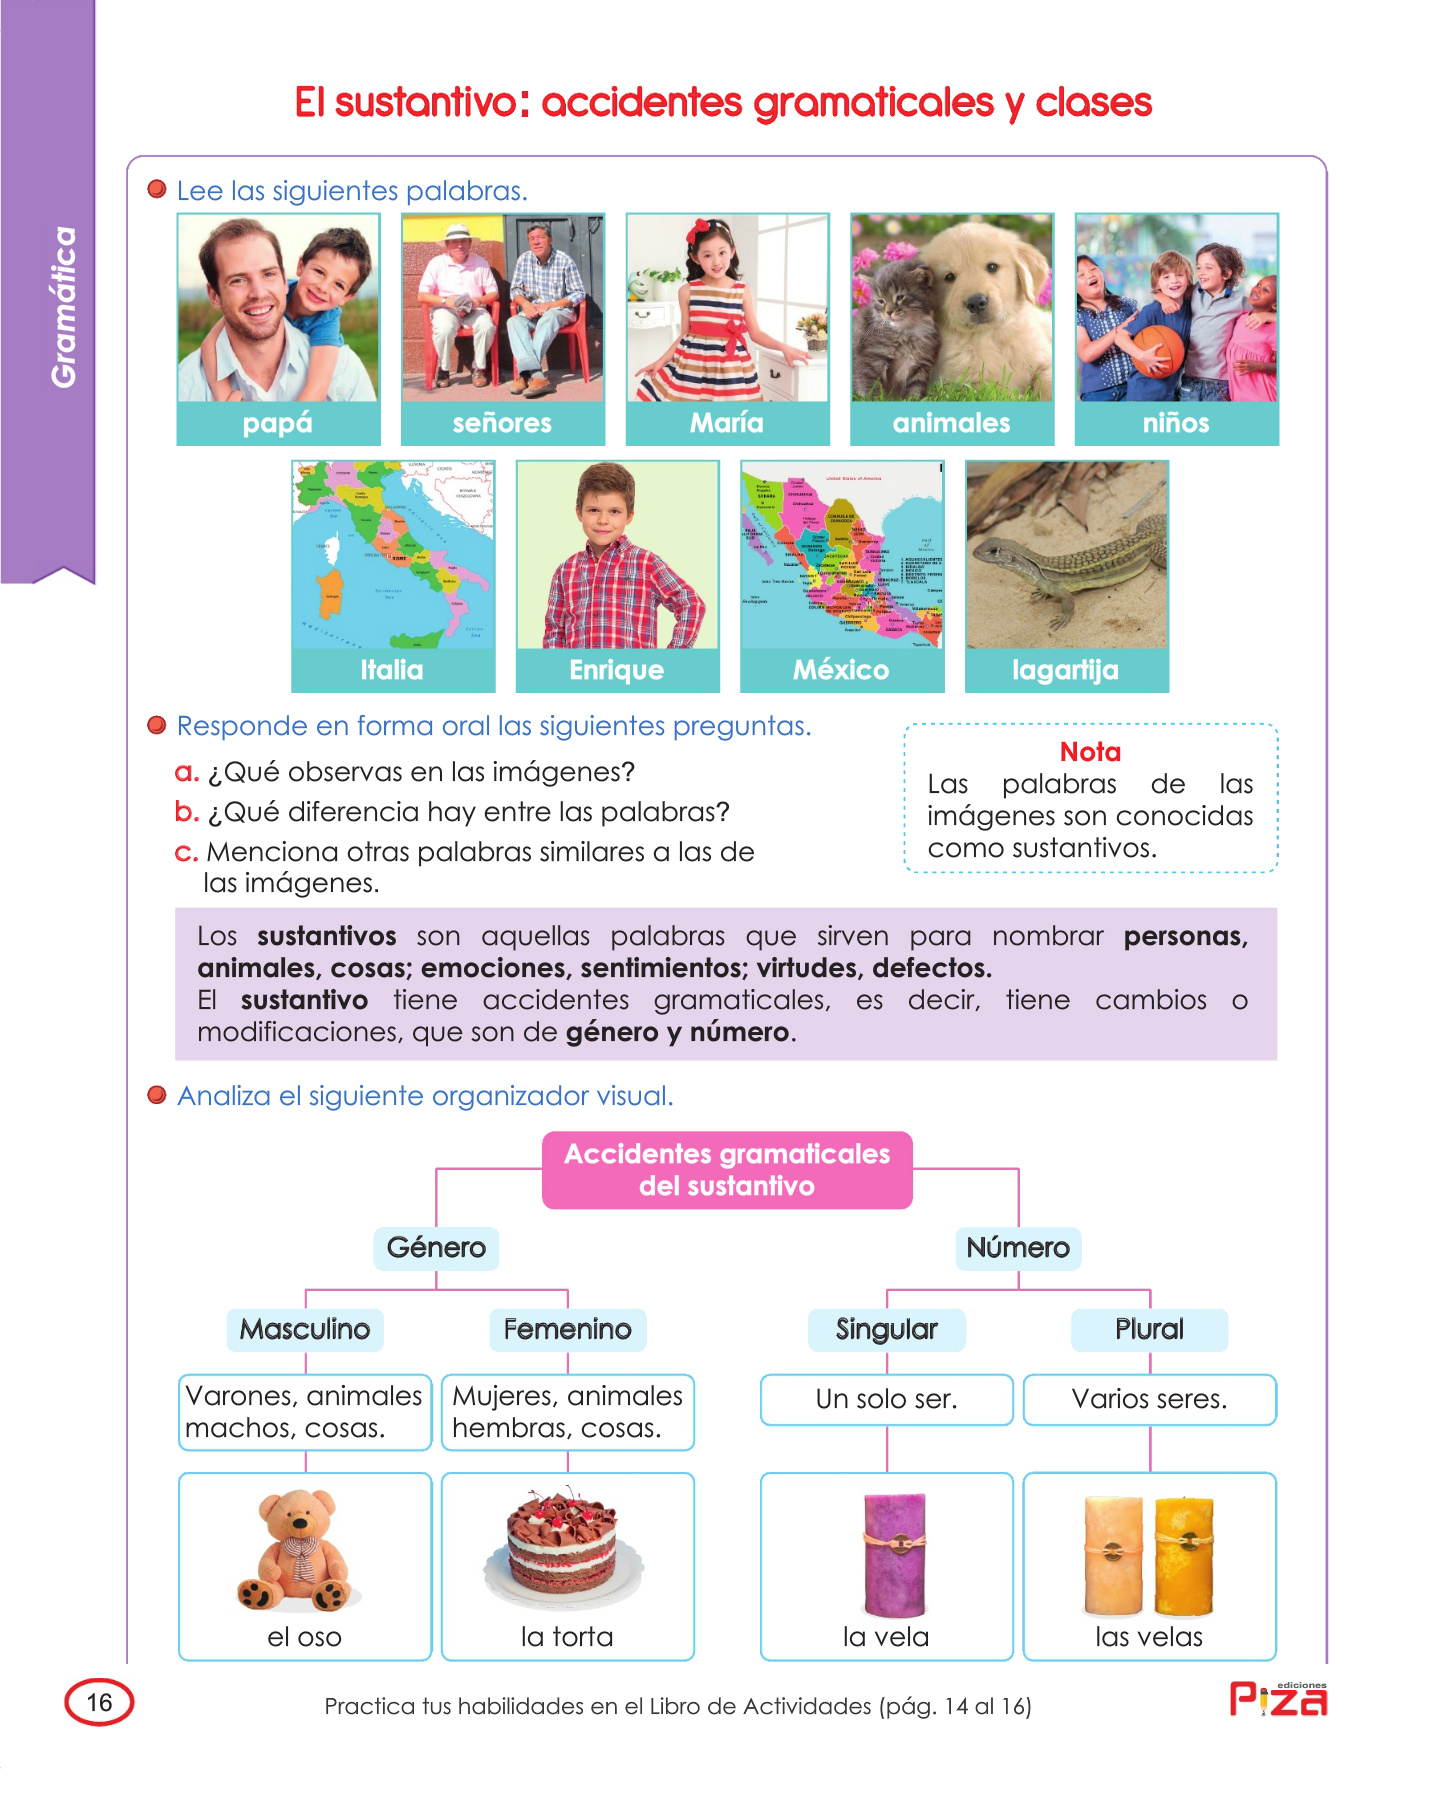 Gramática
El sustantivo: accidentes gramaticales y clases
Lee las siguientes palabras.
papá
señores
María
animales
niños
Italia
Enrique
México
lagartija
Responde en forma oral las siguientes preguntas.
a. ¿Qué observas en las imágenes?
b. ¿Qué diferencia hay entre las palabras?
c. Menciona otras palabras similares a las de
las imágenes.
Nota
Las palabras de las
imágenes son conocidas
como sustantivos.
Los sustantivos son aquellas palabras que sirven para nombrar personas,
animales, cosas; emociones, sentimientos; virtudes, defectos.
El sustantivo tiene accidentes gramaticales, es decir, tiene cambios o
modificaciones, que son de género y número.
Analiza el siguiente organizador visual.
Accidentes gramaticales
del sustantivo
Género
Número
Masculino
Femenino
Singular
Plural
Varones, animales
machos, cosas.
Mujeres, animales
hembras, cosas.
Un solo ser.
Varios seres.
el oso
la torta
la vela
las velas
16
Practica tus habilidades en el Libro de Actividades (pág. 14 al 16)
ediciones
Piza